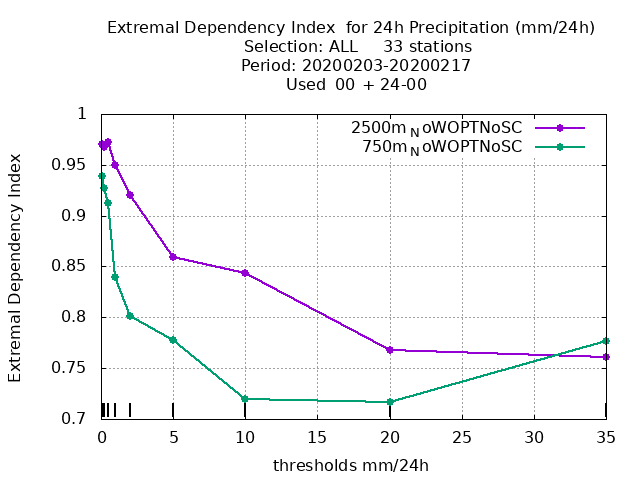 Extremal Dependency Index  for 24h Precipitation (mm/24h)
Selection: ALL     33 stations
Period: 20200203-20200217
Used  00 + 24-00
2500m_NoWOPTNoSC
750m_NoWOPTNoSC
Extremal Dependency Index
1
0.95
0.9
0.85
0.8
0.75
0.7
0 5 10 15 20 25 30 35
thresholds mm/24h